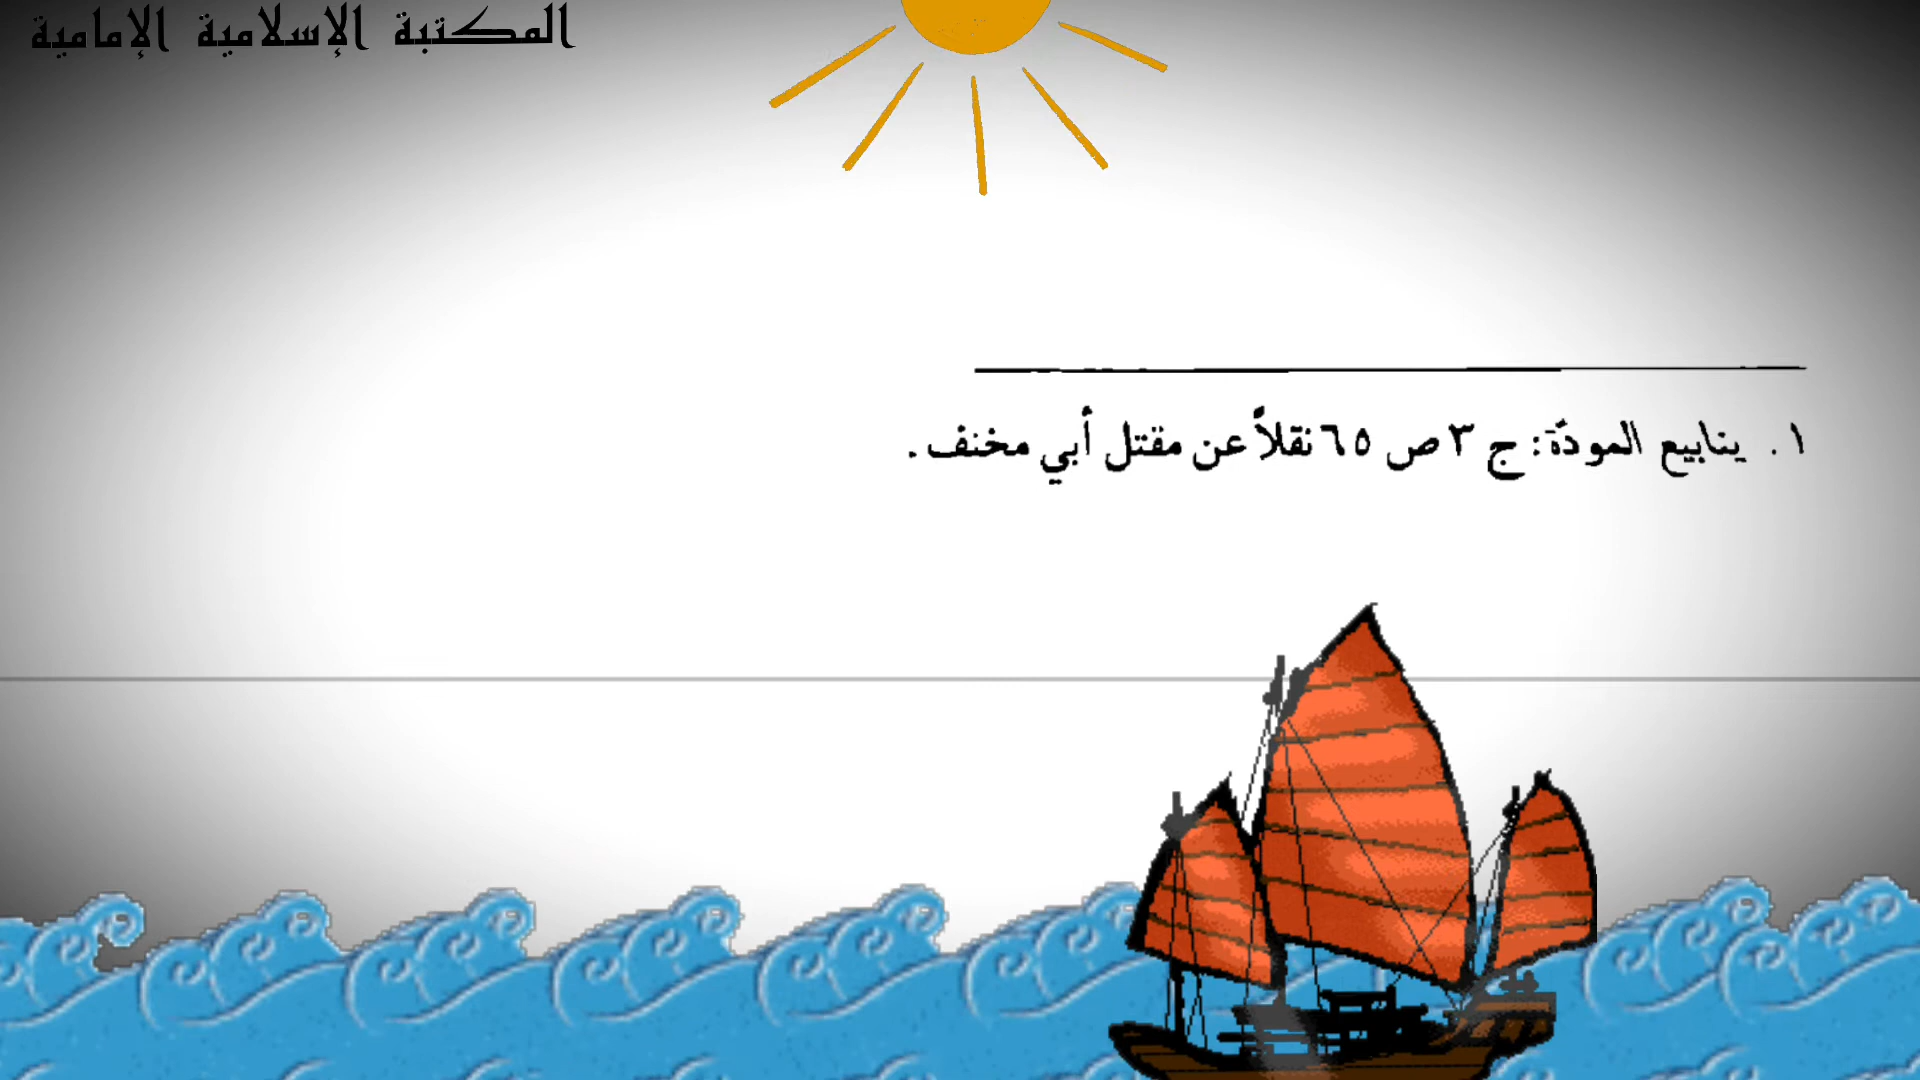 المكتبة الإسلامية الإمامية
١. ينابيع المودّة: ج ٣ ص ٦٥ نقلاً عن مقتل أبي مخنف.